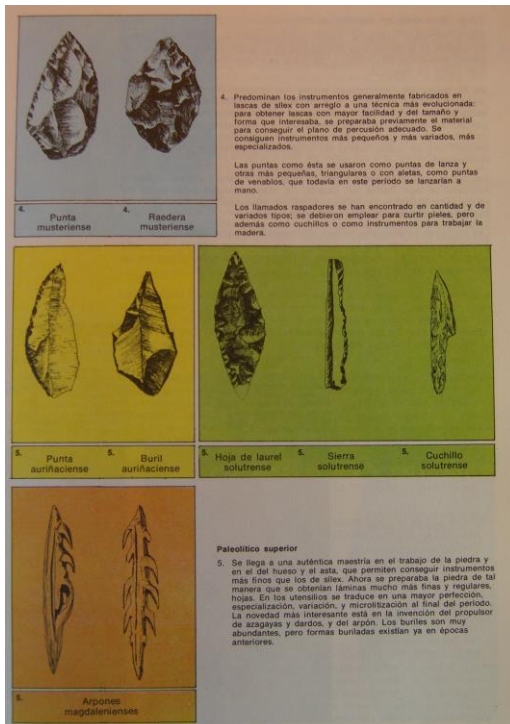 4. Predominan los instrumentos generalmente fabricados en
lascas de sílex con arreglo a una técnica más evolucionada:
para obtener lascas con mayor facilidad y del tamaño y
forma que interesaba, se preparaba previamente el material
para conseguir el plano de percusión adecuado. Se
consiguen instrumentos más pequeños y más variados, más
especializados.
Las puntas como ésta se usaron como puntas de lanza y
otras más pequeñas, triangulares o con aletas, como puntas
de venablos, que todavía en este período se lanzarían a
mano.
Los llamados raspadores se han encontrado en cantidad y de
variados tipos; se debieron emplear para curtir pieles, pero
además como cuchillos o como instrumentos para trabajar la
madera.
4. Punta
musteriense
4. Raedera
musteriense
5. Punta
auriñaciense
5. Buril
auriñaciense
5. Hoja de laurel
solutrense
5. Sierra
solutrense
5. Cuchillo
solutrense
Paleolítico superior
5. Se llega a una auténtica maestría en el trabajo de la piedra y
en el del hueso y el asta, que permiten conseguir instrumentos
más finos que los de sílex. Ahora se preparaba la piedra de tal
manera que se obtenían láminas mucho más finas y regulares,
hojas. En los utensilios se traduce en una mayor perfección,
especialización, variación, y microlitización al final del período.
La novedad más interesante está en la invención del propulsor
de azagayas y dardos, y del arpón. Los buriles son muy
abundantes, pero formas buriladas existían ya en épocas
anteriores.
5. Arpones
magdalenienses